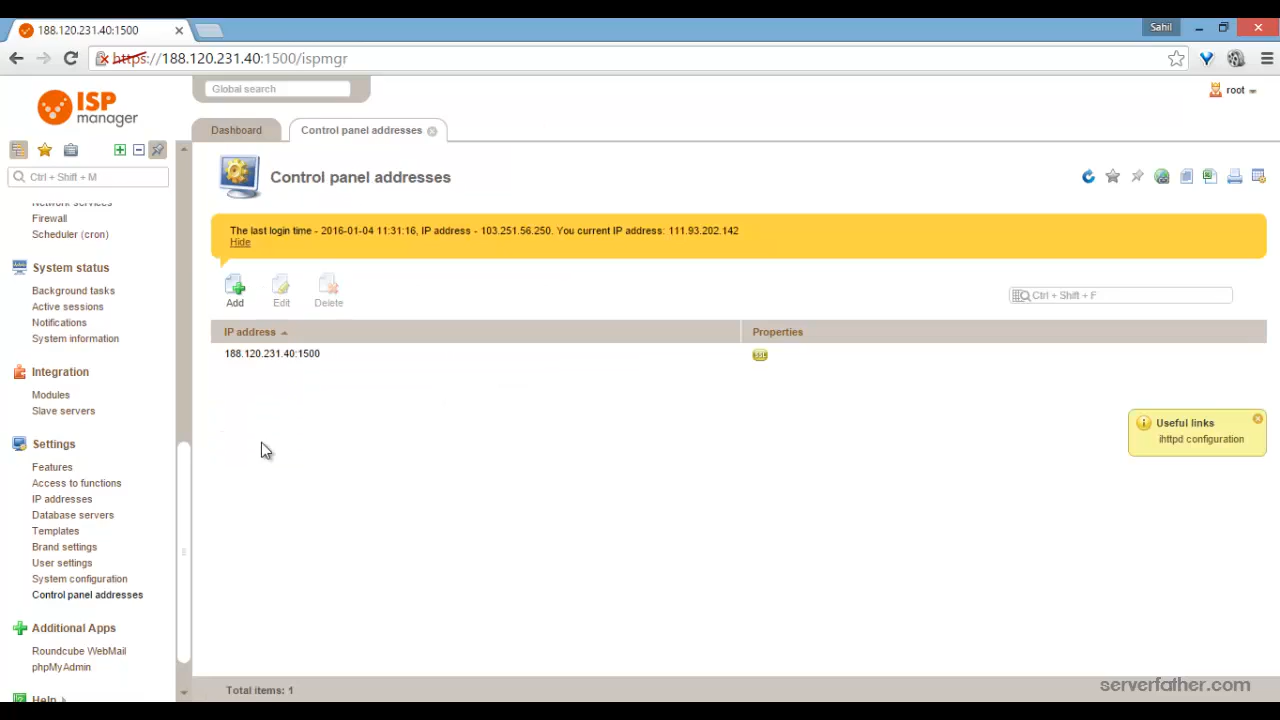 188.120.231.40:1500
Sahil
https://188.120.231.40:1500/ispmgr
ISP
manager
Global search
root
Dashboard
Control panel addresses
Ctrl + Shift + M
Control panel addresses
Network services
Firewall
Scheduler (cron)
System status
Background tasks
Active sessions
Notifications
System information
Integration
Modules
Slave servers
Settings
Features
Access to functions
IP addresses
Database servers
Templates
Brand settings
User settings
System configuration
Control panel addresses
Additional Apps
Roundcube WebMail
phpMyAdmin
Help
The last login time - 2016-01-04 11:31:16, IP address - 103.251.56.250. You current IP address: 111.93.202.142
Hide
Add
Edit
Delete
Ctrl + Shift + F
IP address
Properties
188.120.231.40:1500
SSL
Useful links
ihttpd configuration
Total items: 1
serverfather.com